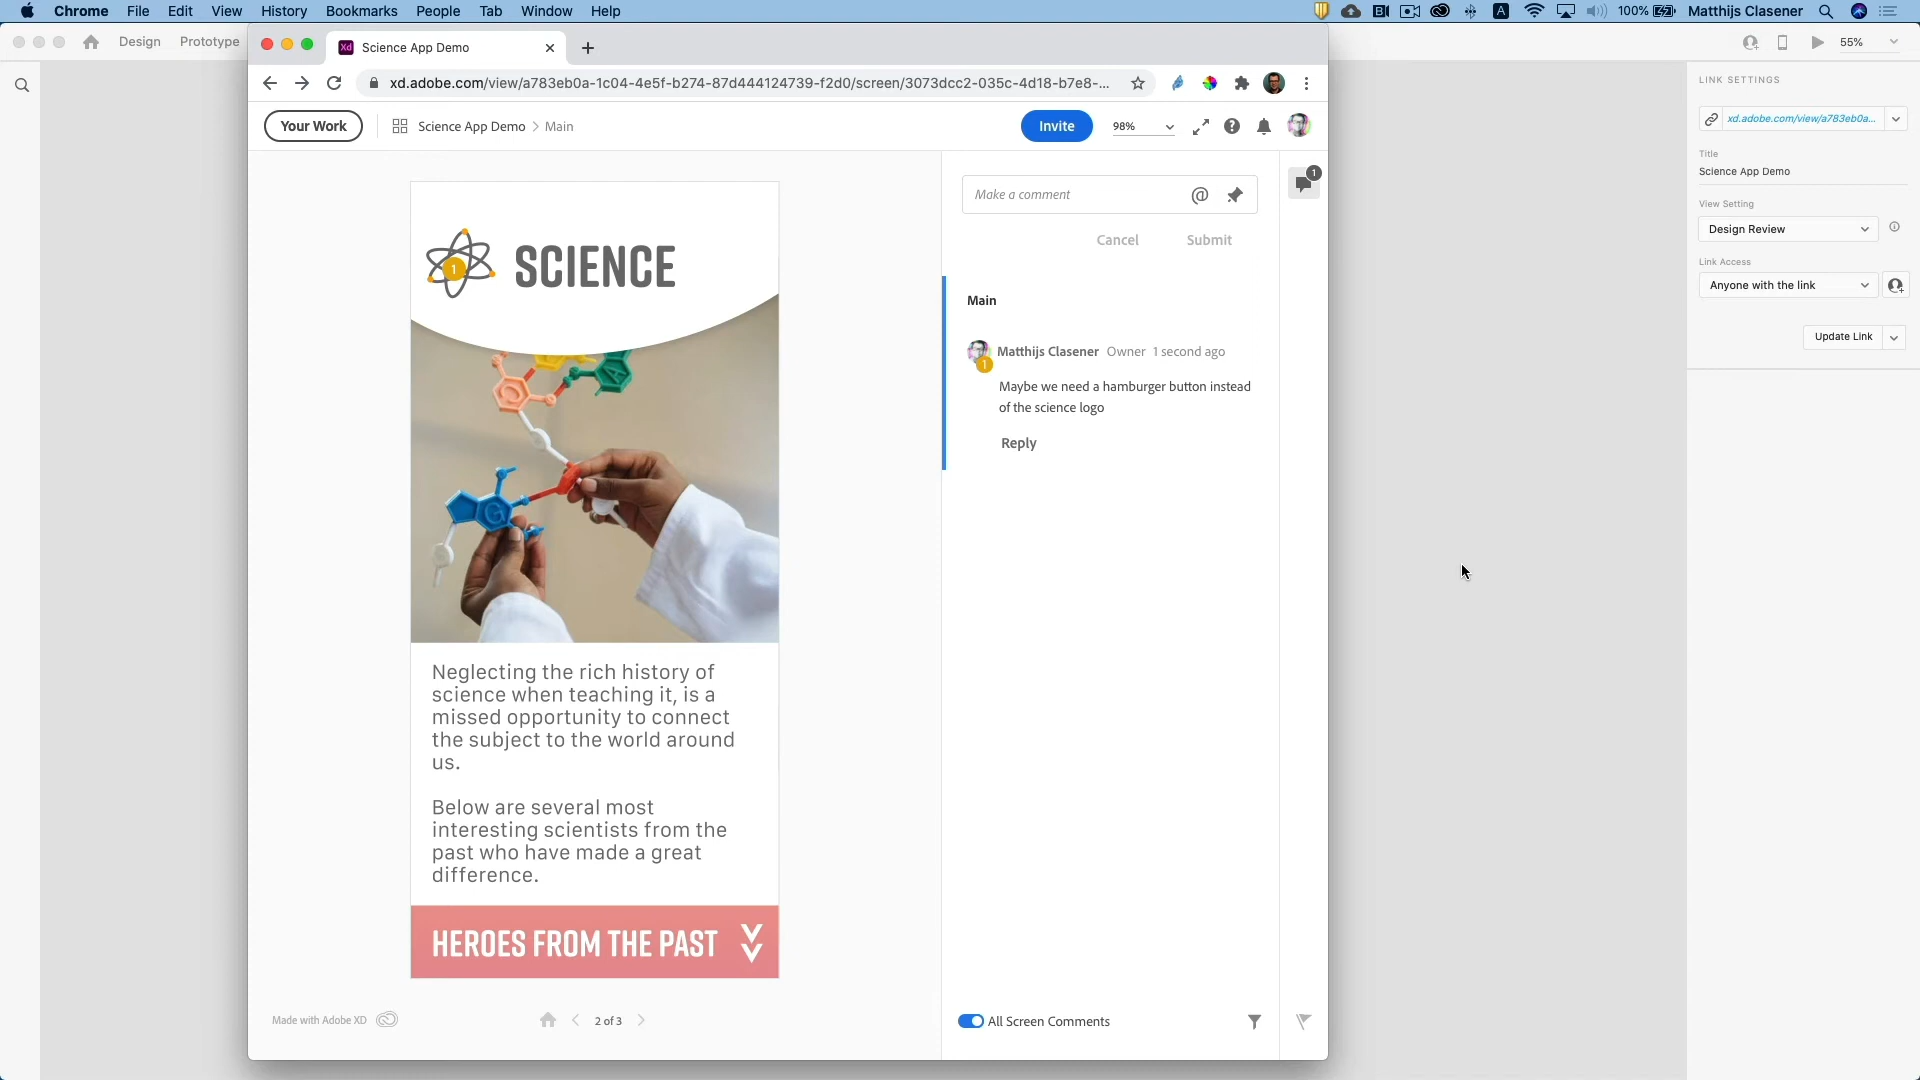 Chrome File Edit View History Bookmarks People Tab Window Help
A 100% Matthijs Clasener
Design Prototype
Xd Science App Demo
55%
xd.adobe.com/view/a783eb0a-1c04-4e5f-b274-87d444124739-f2d0/screen/3073dcc2-035c-4d18-b7e8-...
Your Work Science App Demo > Main
Invite 98%
LINK SETTINGS
xd.adobe.com/view/a783eb0a...
Title
Science App Demo
View Setting
Design Review
Link Access
Anyone with the link
Update Link
1
SCIENCE
Neglecting the rich history of
science when teaching it, is a
missed opportunity to connect
the subject to the world around
us.
Below are several most
interesting scientists from the
past who have made a great
difference.
HEROES FROM THE PAST
Made with Adobe XD
2 of 3
Make a comment @
1
Cancel Submit
Main
Matthijs Clasener Owner 1 second ago
1
Maybe we need a hamburger button instead
of the science logo
Reply
All Screen Comments